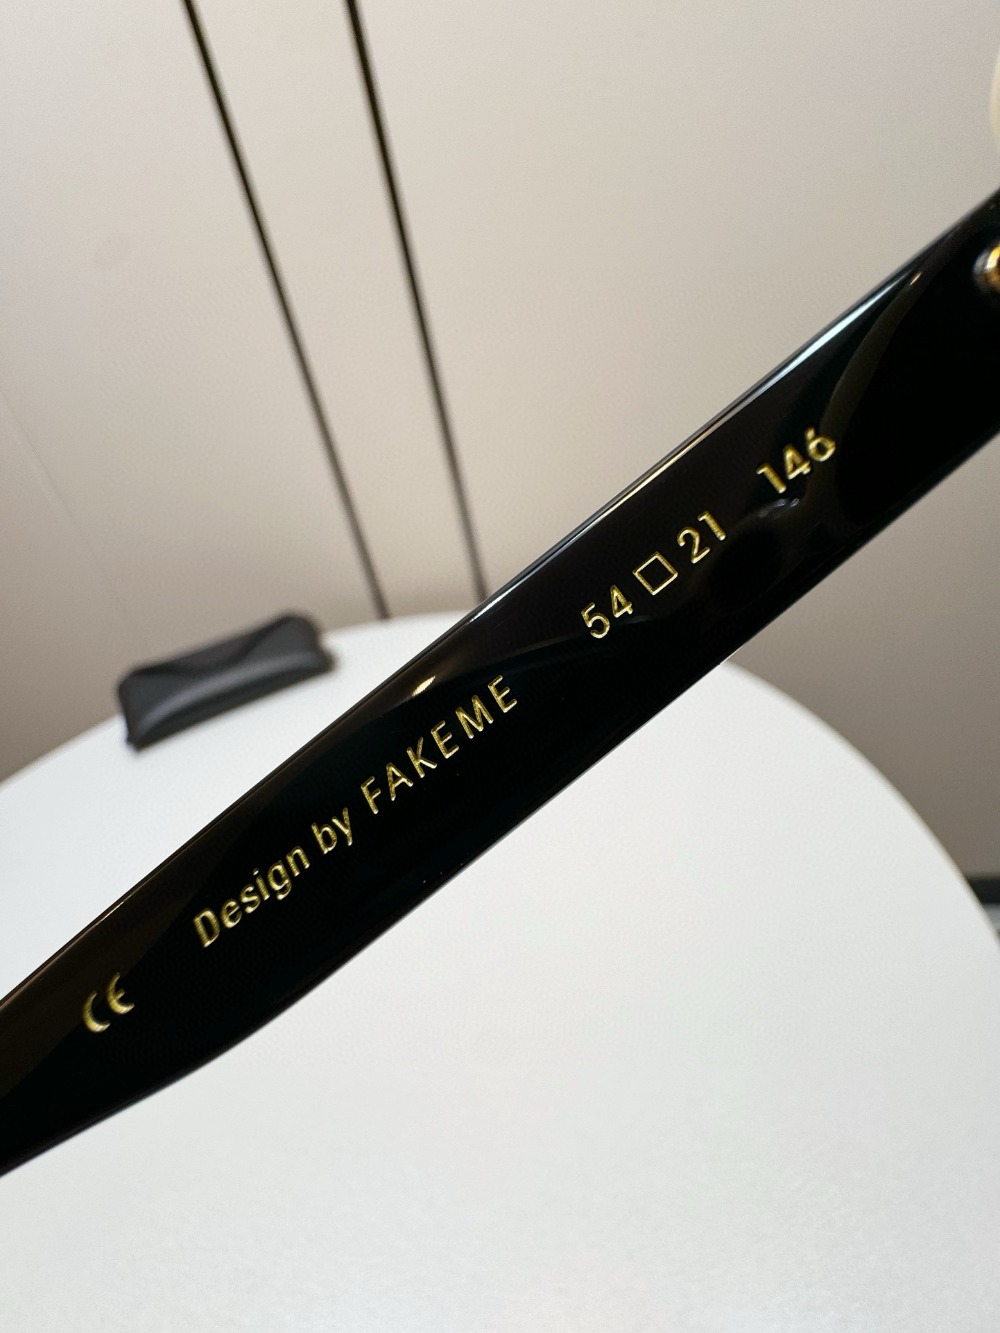 CE Design by FAKEME 54□21 146